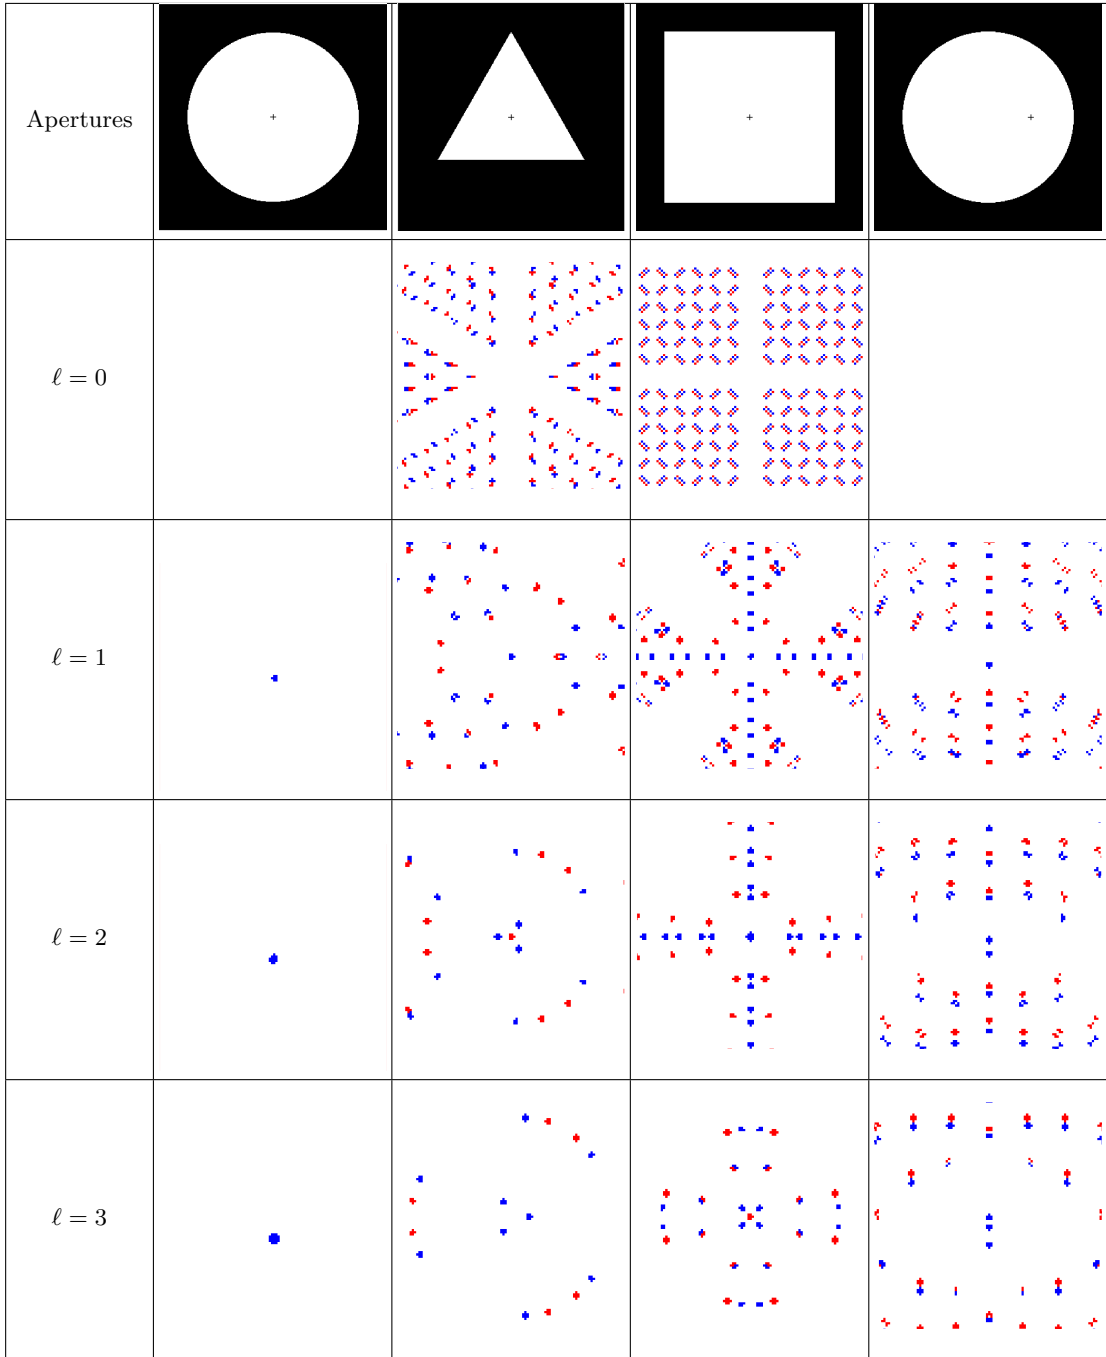 Apertures
ℓ = 0
ℓ = 1
ℓ = 2
ℓ = 3